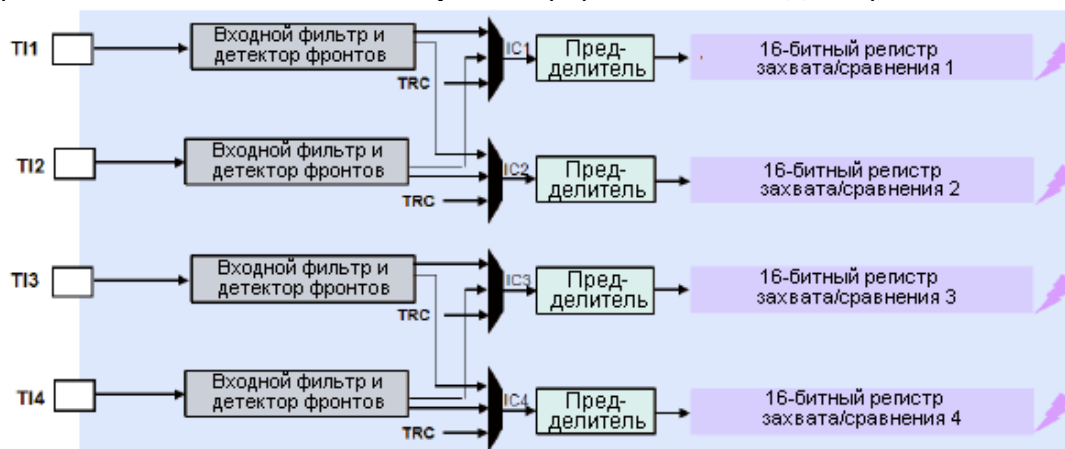 TI1
Входной фильтр и
детектор фронтов
TRC
IC1
Пред-
делитель
16-битный регистр
захвата/сравнения 1
TI2
Входной фильтр и
детектор фронтов
TRC
IC2
Пред-
делитель
16-битный регистр
захвата/сравнения 2
TI3
Входной фильтр и
детектор фронтов
TRC
IC3
Пред-
делитель
16-битный регистр
захвата/сравнения 3
TI4
Входной фильтр и
детектор фронтов
TRC
IC4
Пред-
делитель
16-битный регистр
захвата/сравнения 4